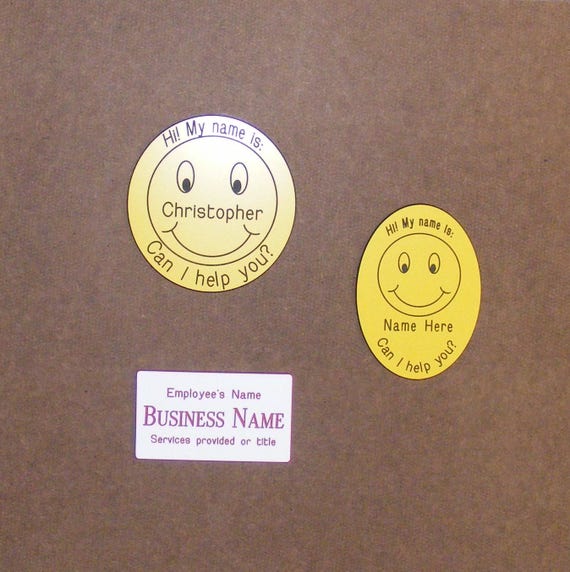 Hi! My name is:
Christopher
Can I help you?
Hi! My name is:
Name Here
Can I help you?
Employee's Name
BUSINESS NAME
Services provided or title